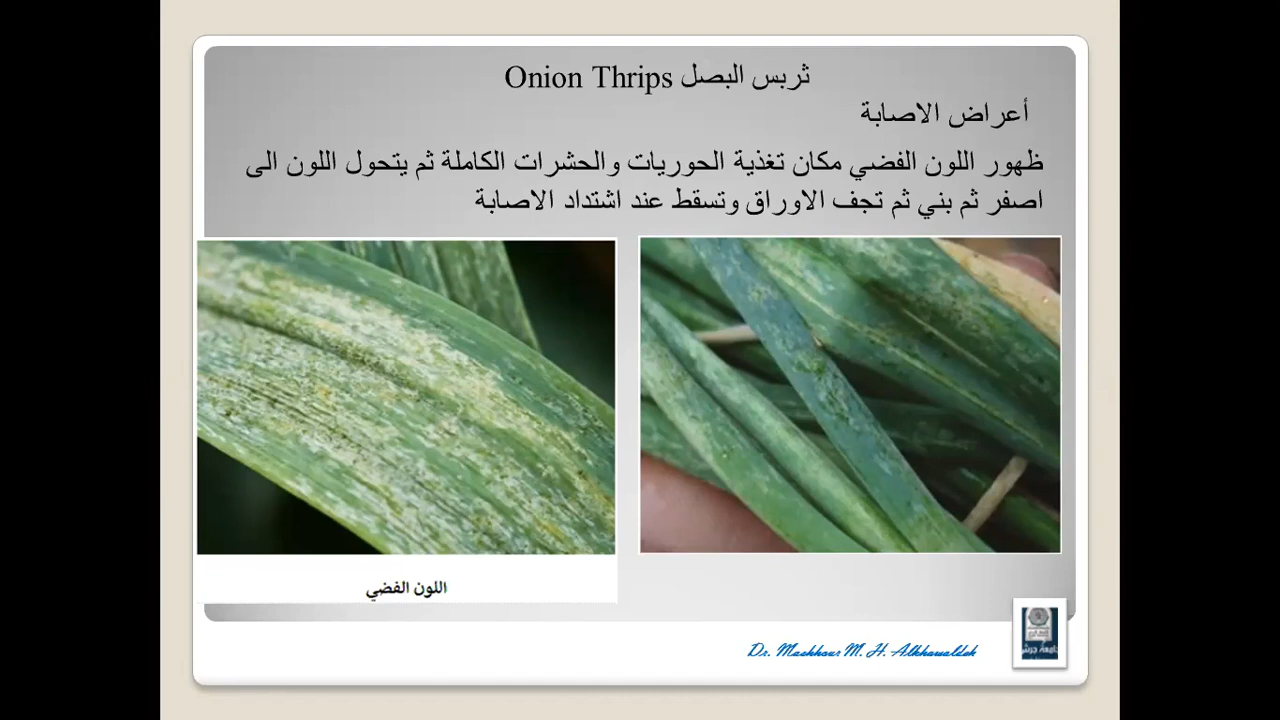 ثربس البصل Onion Thrips
أعراض الاصابة
ظهور اللون الفضي مكان تغذية الحوريات والحشرات الكاملة ثم يتحول اللون الى
اصفر ثم بني ثم تجف الاوراق وتسقط عند اشتداد الاصابة
اللون الفضي
Dr. Mashhour M. H. Alkhawaldeh